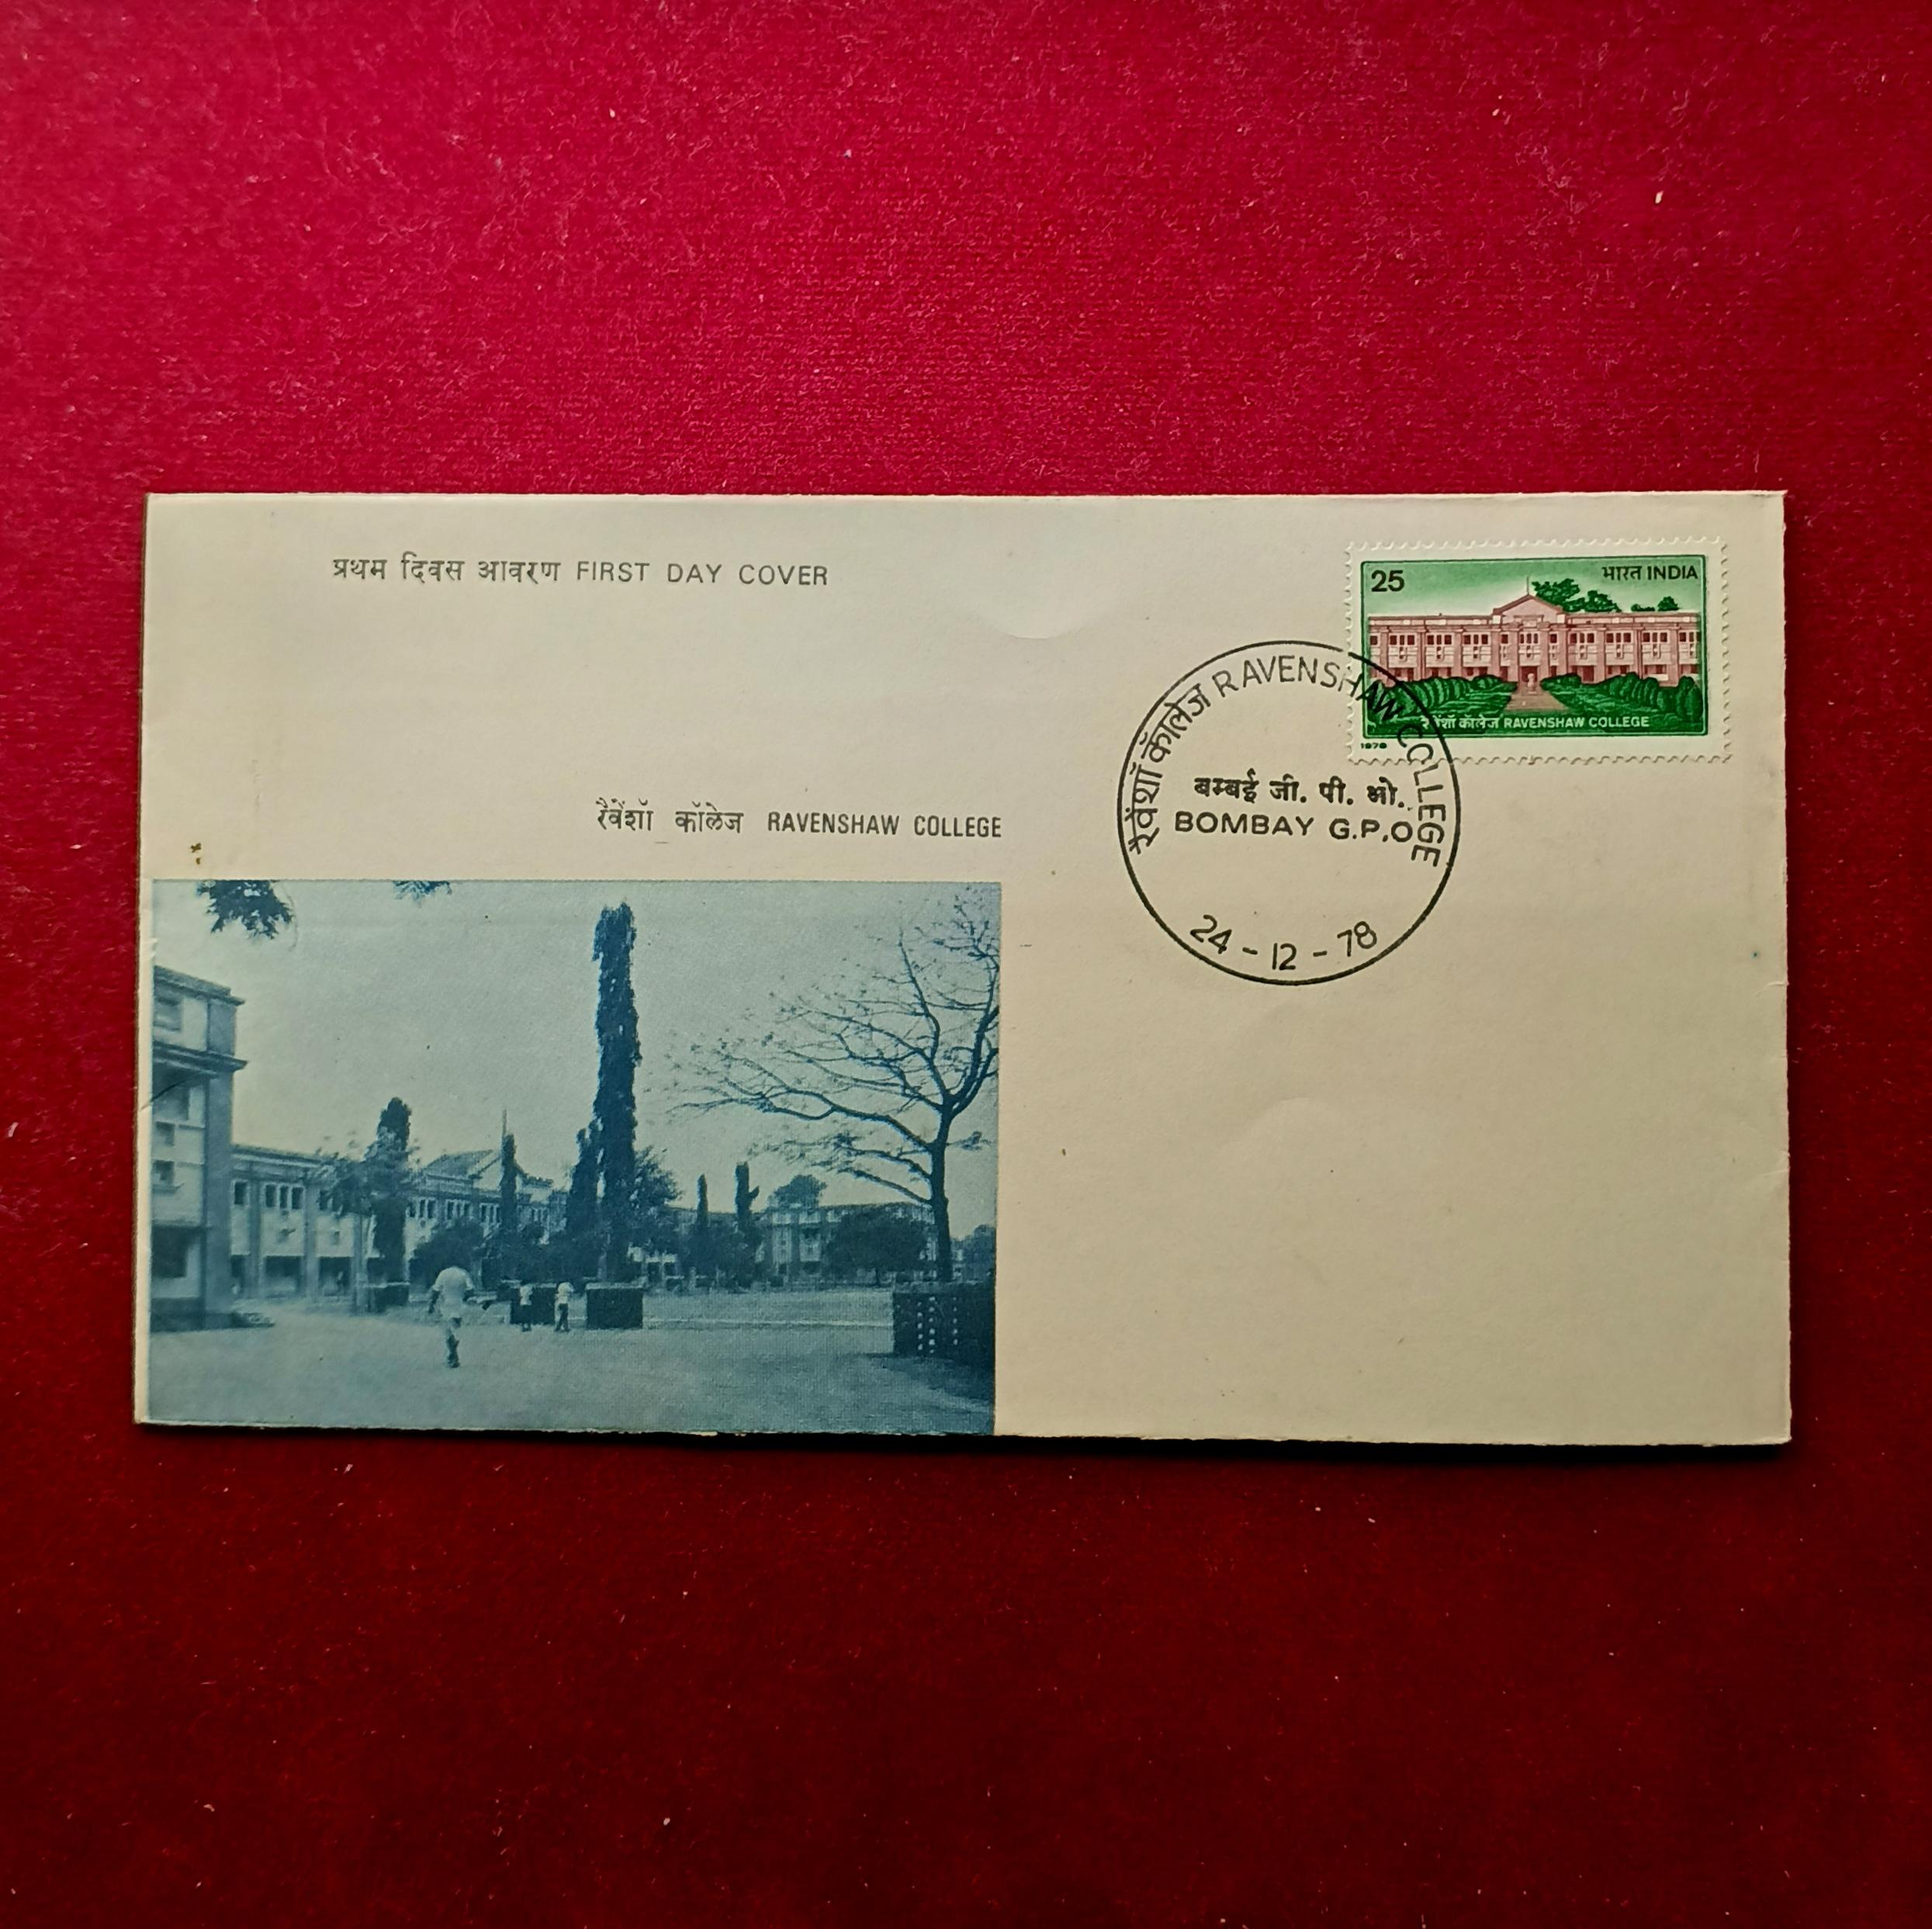 प्रथम दिवस आवरण FIRST DAY COVER
25
भारत INDIA
रैवेंशॉ कॉलेज RAVENSHAW COLLEGE
1978
रैवेंशॉ कॉलेज RAVENSHAW COLLEGE
बम्बई जी. पी. ओ.
BOMBAY G.P.O
24 - 12 - 78
रैवेंशॉ कॉलेज RAVENSHAW COLLEGE